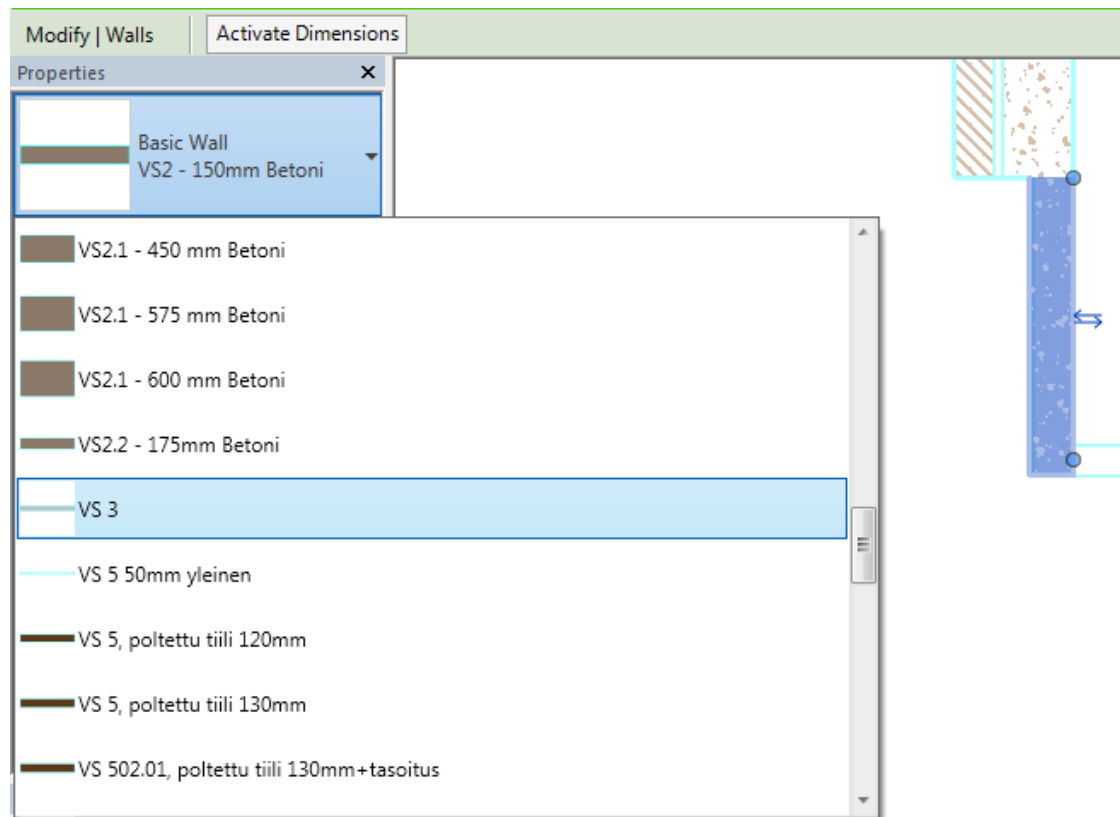 Modify | Walls
Activate Dimensions
Properties
Basic Wall
VS2 - 150mm Betoni
VS2.1 - 450 mm Betoni
VS2.1 - 575 mm Betoni
VS2.1 - 600 mm Betoni
VS2.2 - 175mm Betoni
VS 3
VS 5 50mm yleinen
VS 5, poltettu tiili 120mm
VS 5, poltettu tiili 130mm
VS 502.01, poltettu tiili 130mm+tasoitus